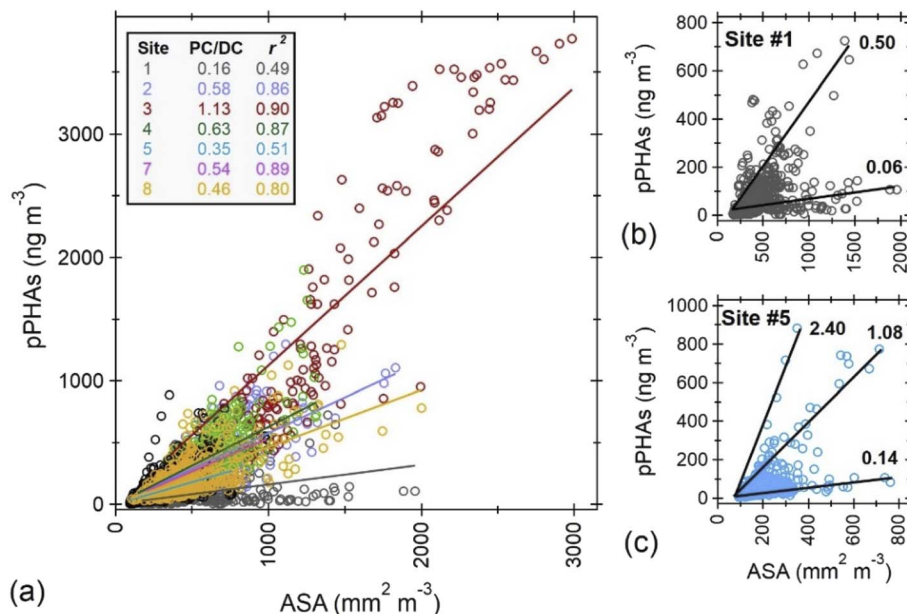 Site PC/DC r²
1 0.16 0.49
2 0.58 0.86
3 1.13 0.90
4 0.63 0.87
5 0.35 0.51
7 0.54 0.89
8 0.46 0.80
pPHAs (ng m⁻³)
3000
2000
1000
0
0
1000
2000
3000
ASA (mm² m⁻³)
(a)
Site #1
0.50
0.06
pPHAs (ng m⁻³)
800
600
400
200
0
0
500
1000
1500
2000
(b)
Site #5
2.40
1.08
0.14
pPHAs (ng m⁻³)
1000
800
600
400
200
0
200
400
600
800
ASA (mm² m⁻³)
(c)